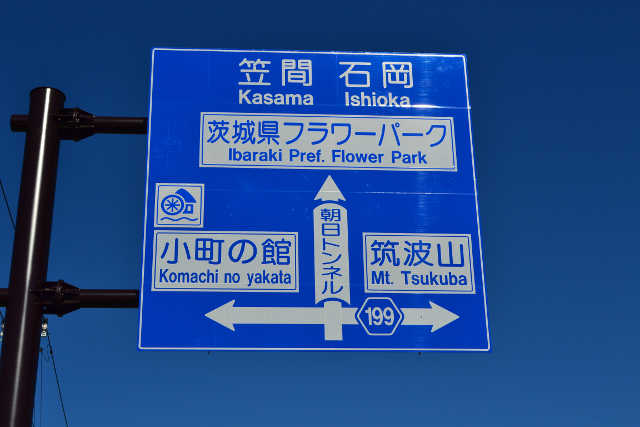 笠間 石岡
Kasama Ishioka
茨城県フラワーパーク
Ibaraki Pref. Flower Park
朝日トンネル
小町の館
Komachi no yakata
筑波山
Mt. Tsukuba
199